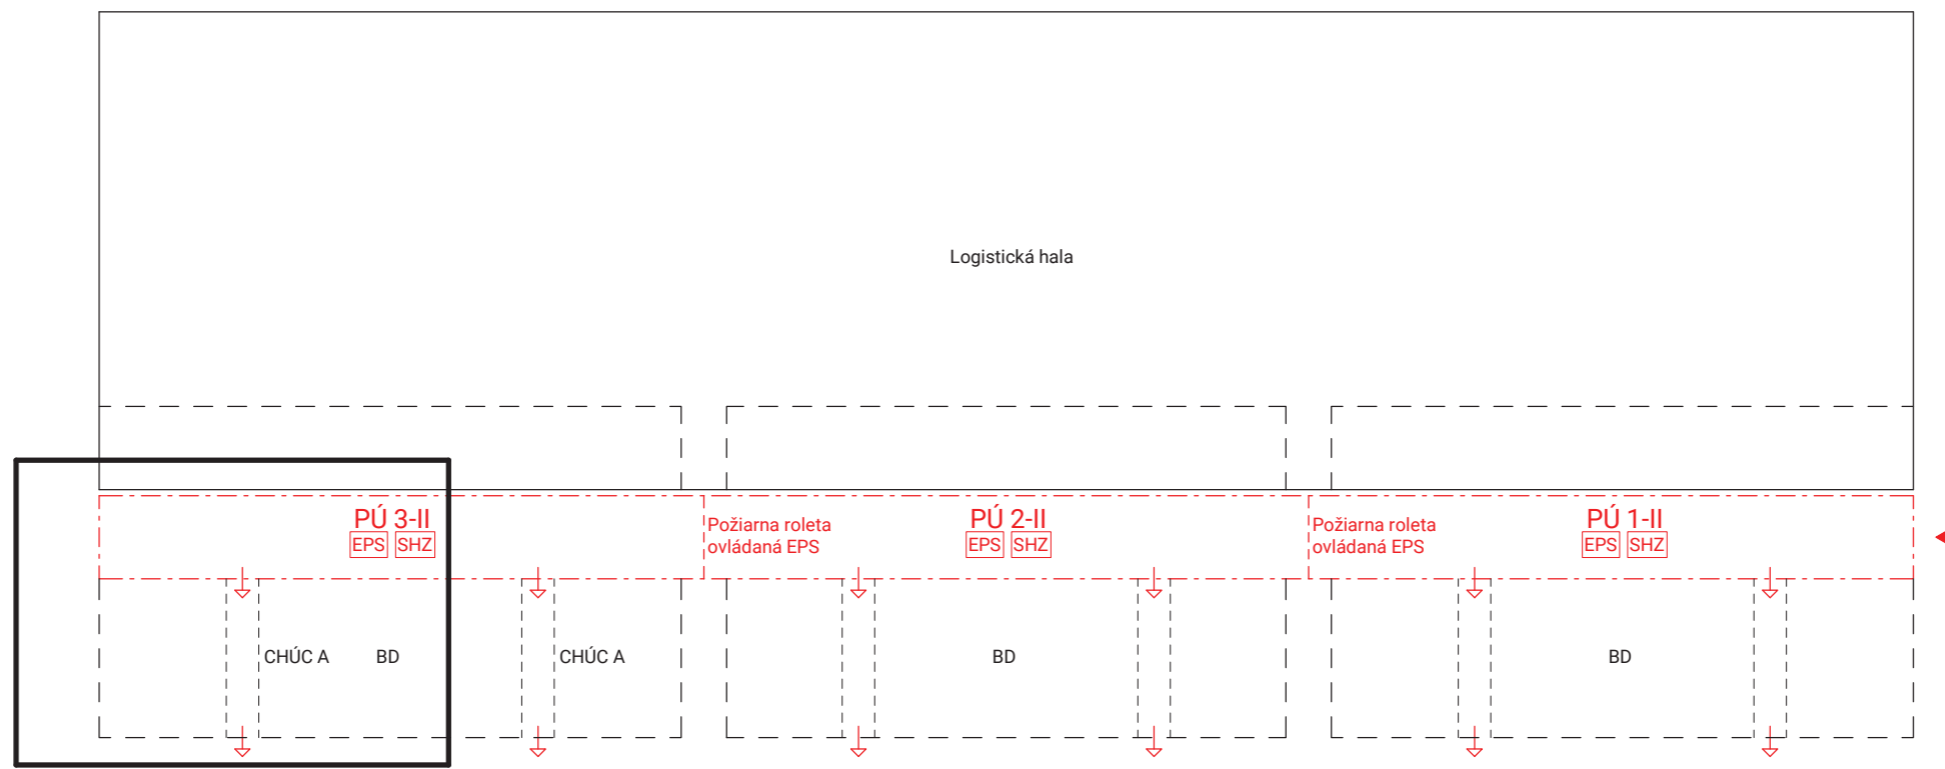 Logistická hala
PÚ 3-II
EPS SHZ
Požiarna roleta
ovládaná EPS
PÚ 2-II
EPS SHZ
Požiarna roleta
ovládaná EPS
PÚ 1-II
EPS SHZ
CHÚC A
BD
CHÚC A
BD
BD